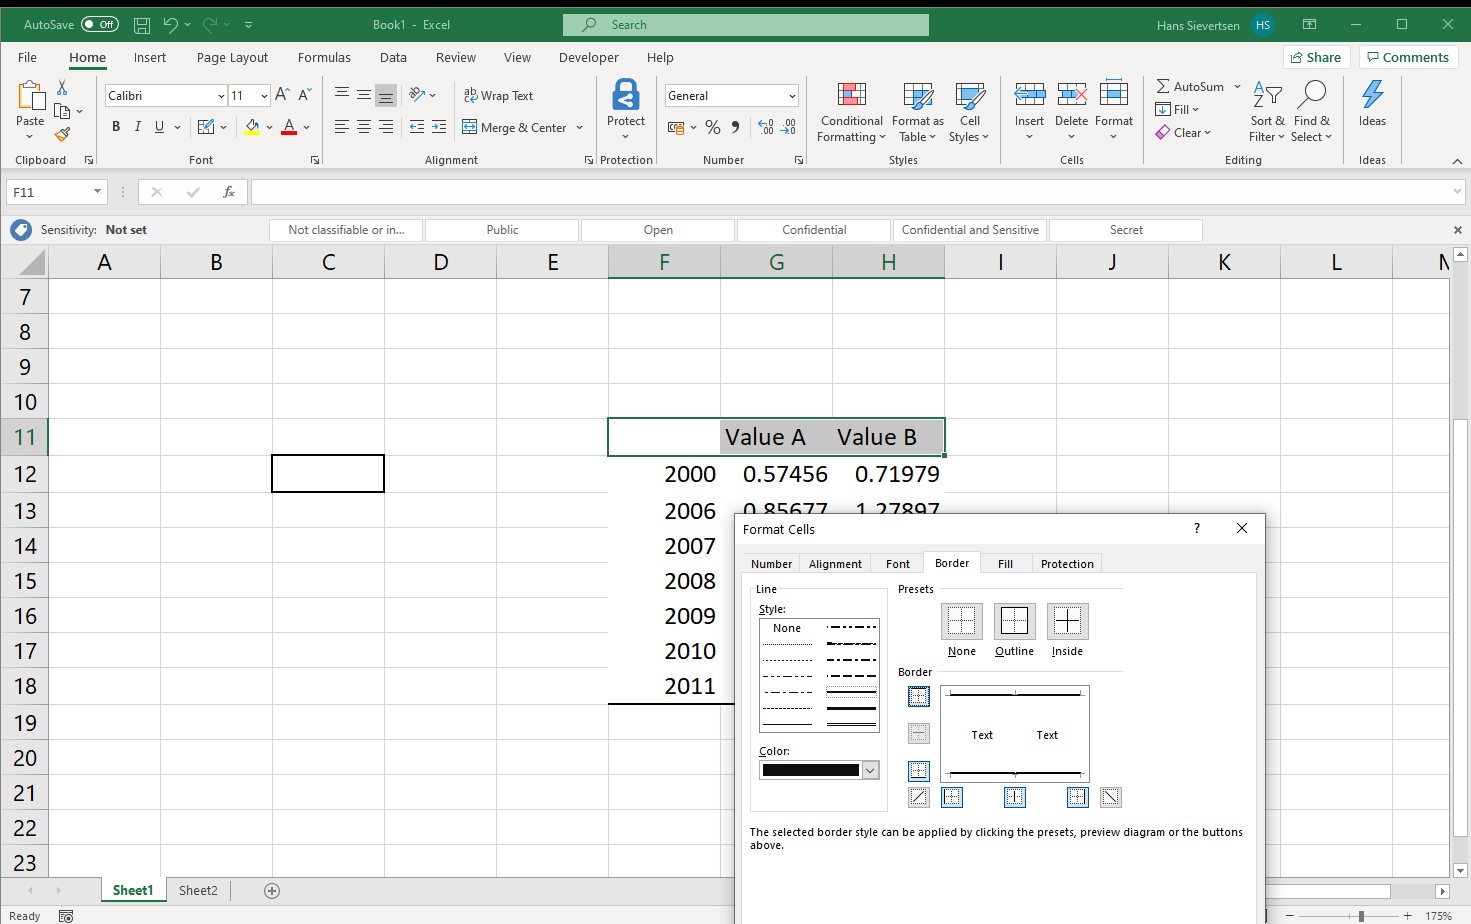 AutoSave Off Book1 - Excel Search Hans Sievertsen HS
File Home Insert Page Layout Formulas Data Review View Developer Help Share Comments
Paste
Clipboard
Calibri 11
B I U A
Font
Wrap Text
Merge & Center
Alignment
Protect
Protection
General
Number
Conditional Formatting
Format as Table
Cell Styles
Styles
Insert Delete Format
Cells
AutoSum
Fill
Clear
Sort & Filter
Find & Select
Editing
Ideas
Ideas
F11 fx
Sensitivity: Not set Not classifiable or in... Public Open Confidential Confidential and Sensitive Secret
A B C D E F G H I J K L
7
8
9
10
11 Value A Value B
12 2000 0.57456 0.71979
13 2006 0.85677 1.27897
14 2007
15 2008
16 2009
17 2010
18 2011
19
20
21
22
23
Format Cells ?
Number Alignment Font Border Fill Protection
Line
Style:
None
Color:
Presets
None Outline Inside
Border
Text Text
The selected border style can be applied by clicking the presets, preview diagram or the buttons
above.
Sheet1 Sheet2
Ready 175%